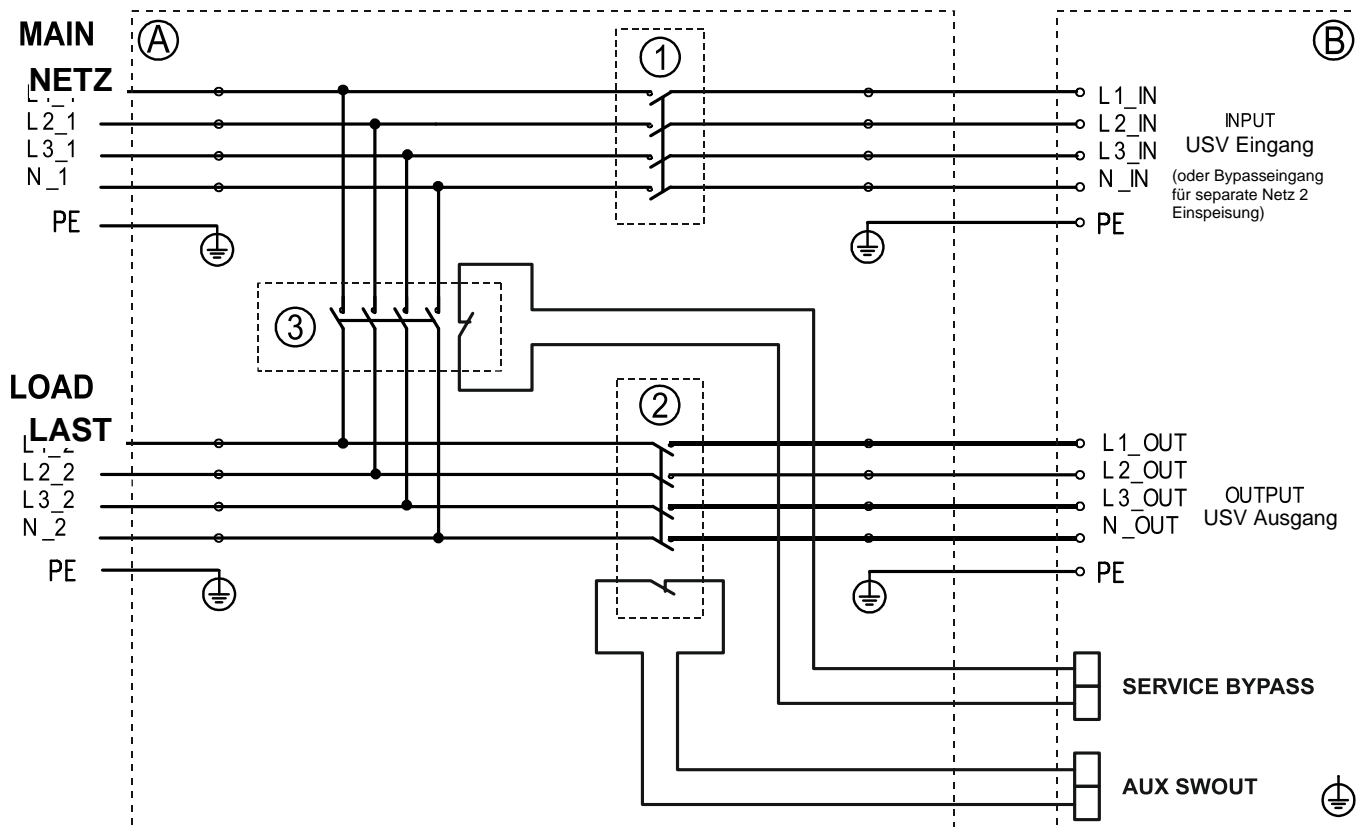 MAIN
A
1
B
NETZ
L1_IN
L2_1
L2_IN
INPUT
L3_1
L3_IN
USV Eingang
N_1
N_IN
(oder Bypasseingang
für separate Netz 2
Einspeisung)
PE
PE
3
LOAD
2
LAST
L1_OUT
L2_2
L2_OUT
L3_2
L3_OUT
OUTPUT
USV Ausgang
N_2
N_OUT
PE
PE
SERVICE BYPASS
AUX SWOUT